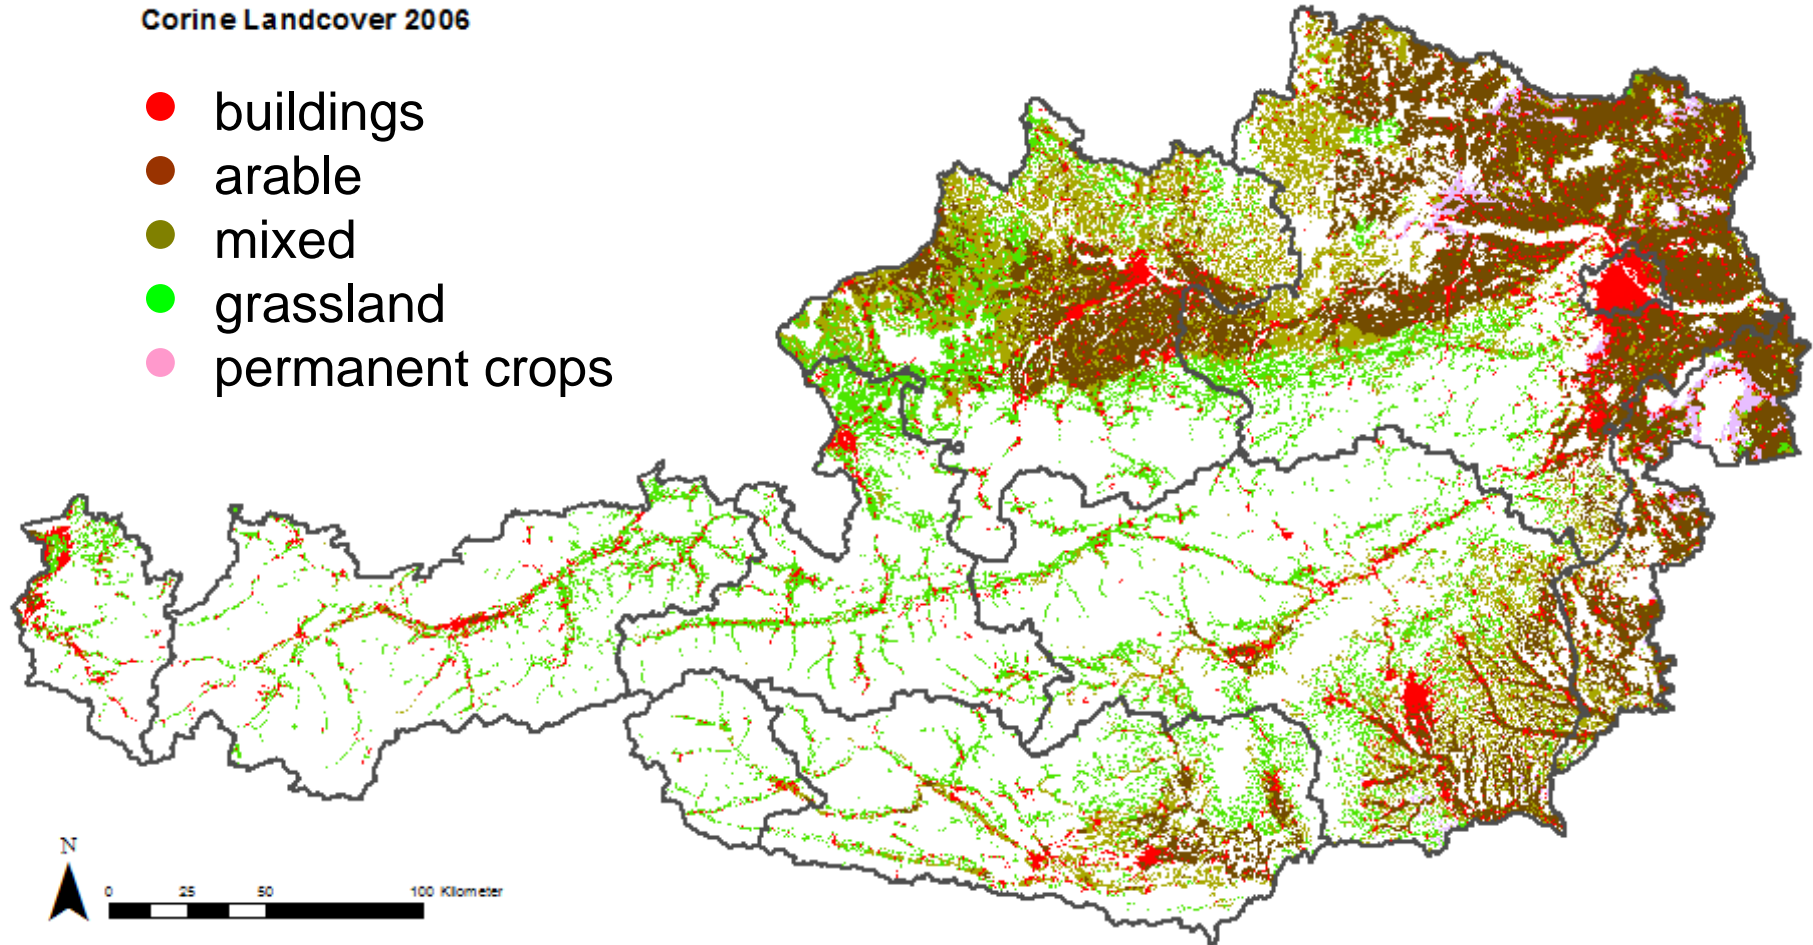 Corine Landcover 2006
buildings
arable
mixed
grassland
permanent crops
N
0 25 50 100 Kilometer